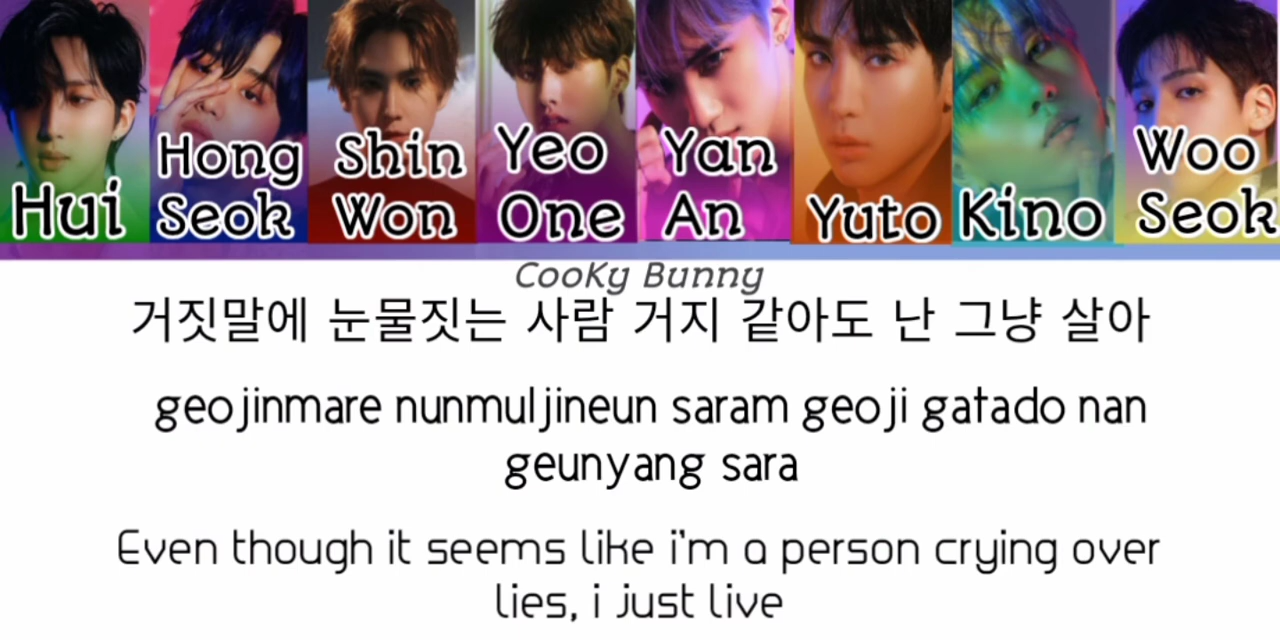 Hui
Hong
Seok
Shin
Won
Yeo
One
Yan
An
Yuto
Kino
Woo
Seok
CooKy Bunny
거짓말에 눈물짓는 사람 거지 같아도 난 그냥 살아
geojinmare nunmuljineun saram geoji gatado nan
geunyang sara
Even though it seems like i'm a person crying over
lies, i just live